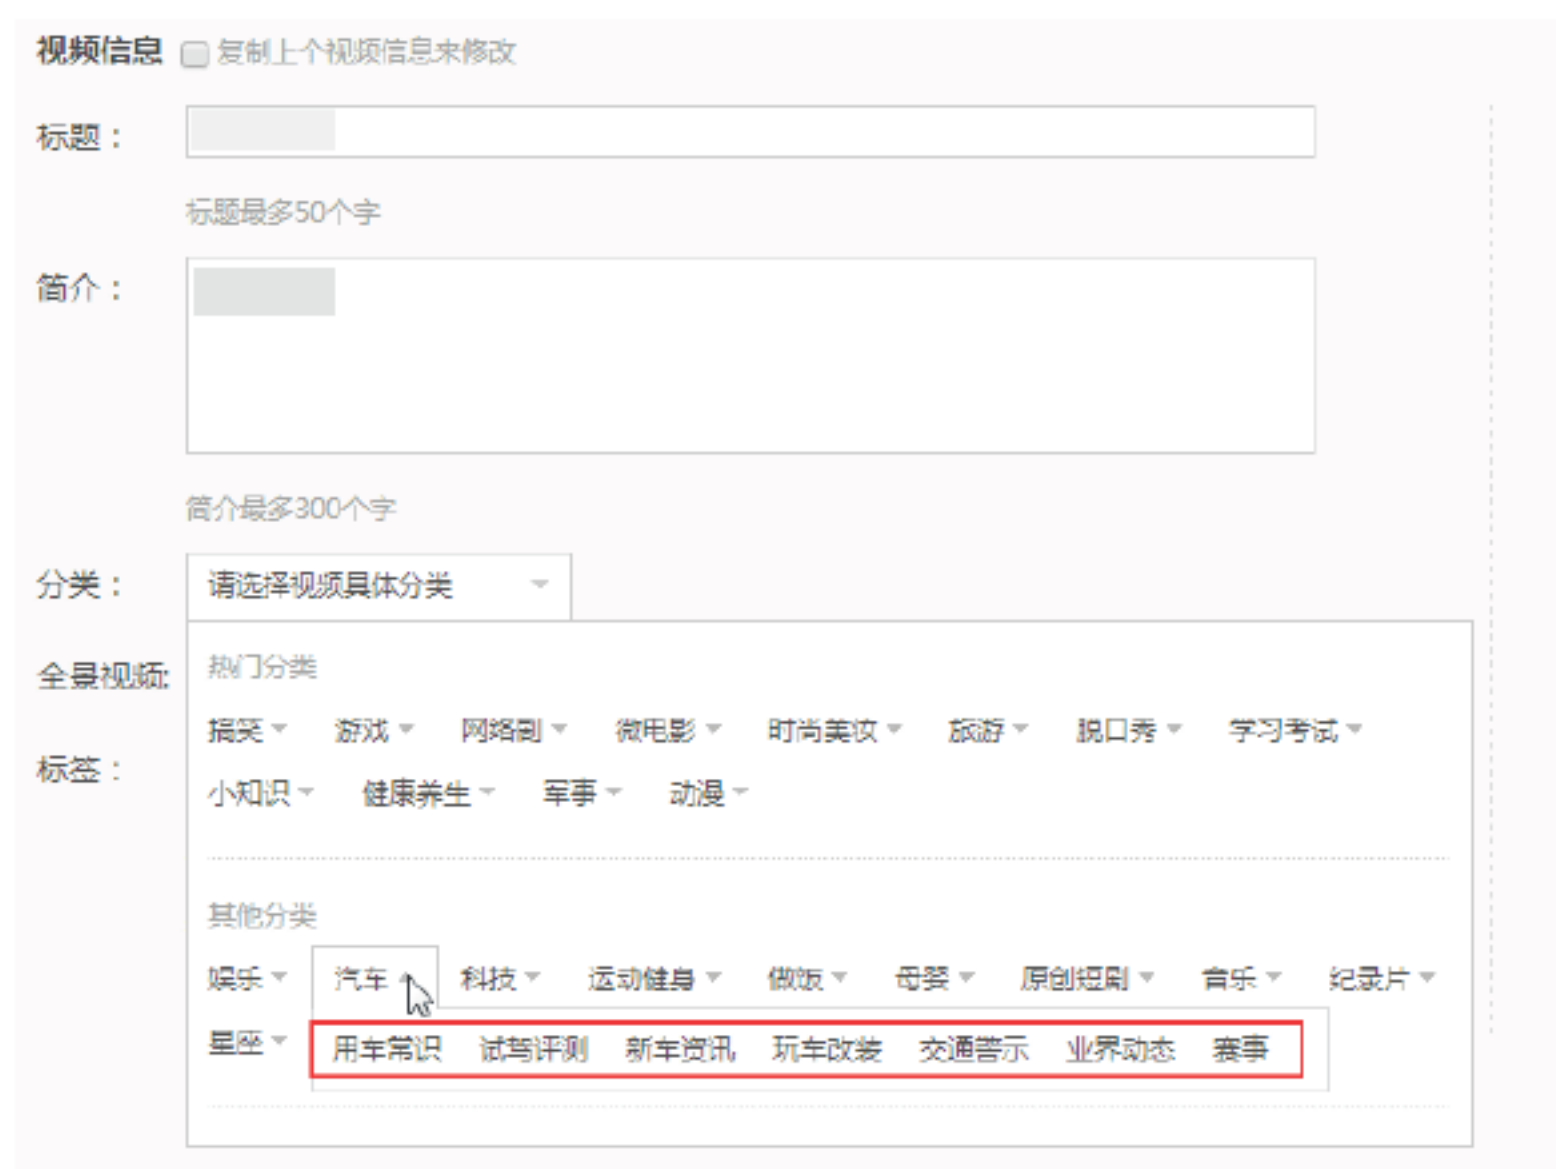 视频信息 复制上个视频信息来修改
标题：
标题最多50个字
简介：
简介最多300个字
分类： 请选择视频具体分类
全景视频:
热门分类
搞笑 游戏 网络剧 微电影 时尚美妆 旅游 脱口秀 学习考试
标签：
小知识 健康养生 军事 动漫
其他分类
娱乐 汽车 科技 运动健身 做饭 母婴 原创短剧 音乐 纪录片
星座 用车常识 试驾评测 新车资讯 玩车改装 交通警示 业界动态 赛事